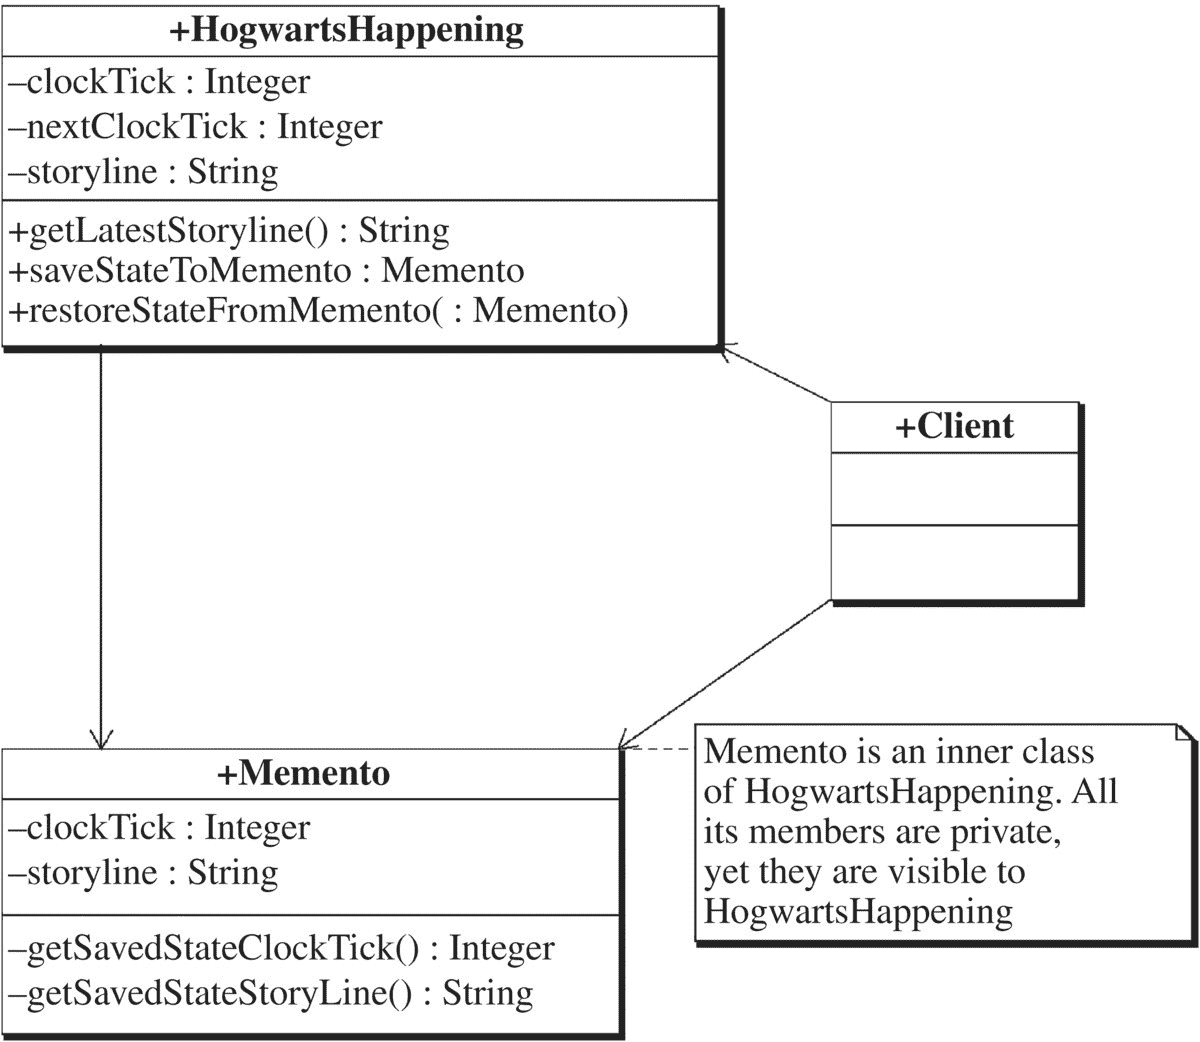 +HogwartsHappening
–clockTick : Integer
–nextClockTick : Integer
–storyline : String
+getLatestStoryline() : String
+saveStateToMemento : Memento
+restoreStateFromMemento( : Memento)
+Client
+Memento
–clockTick : Integer
–storyline : String
–getSavedStateClockTick() : Integer
–getSavedStateStoryLine() : String
Memento is an inner class
of HogwartsHappening. All
its members are private,
yet they are visible to
HogwartsHappening